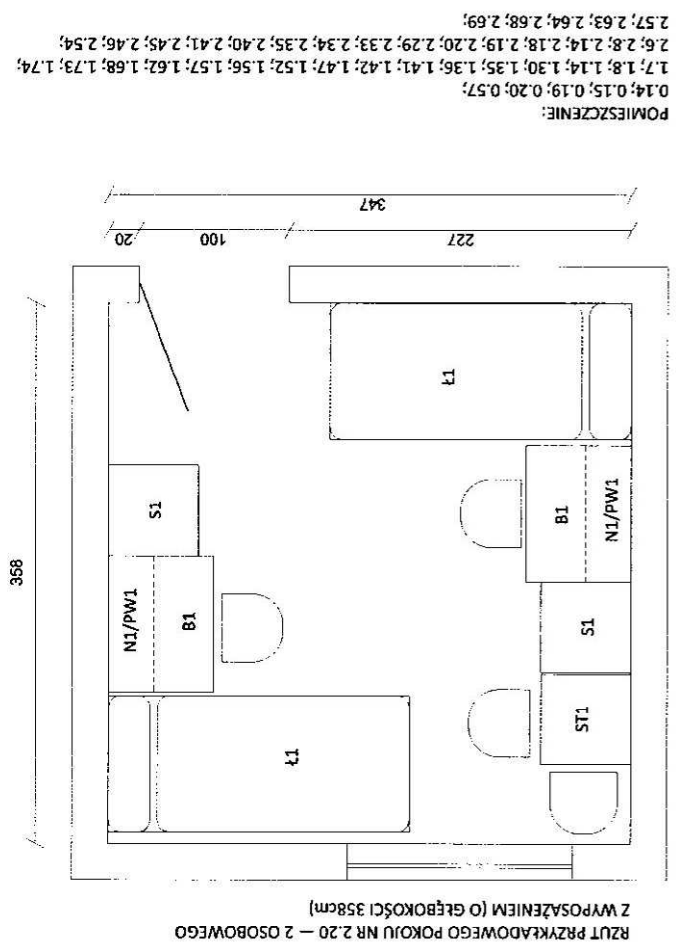 RZUT PRZYKŁADOWEGO POKOJU NR 2.20 — 2 OSOBOWEGO
Z WYPOSAŻENIEM (O GŁĘBOKOŚCI 358cm)
ST1
Ł1
S1
B1
N1/PW1
B1
N1/PW1
S1
Ł1
358
227
100
20
347
POMIESZCZENIE:
0.14; 0.15; 0.19; 0.20; 0.57;
1.7; 1.8; 1.14; 1.30; 1.35; 1.36; 1.41; 1.42; 1.47; 1.52; 1.56; 1.57; 1.62; 1.68; 1.73; 1.74;
2.6; 2.8; 2.14; 2.18; 2.19; 2.20; 2.29; 2.33; 2.34; 2.35; 2.40; 2.41; 2.45; 2.46; 2.54;
2.57; 2.63; 2.64; 2.68; 2.69;